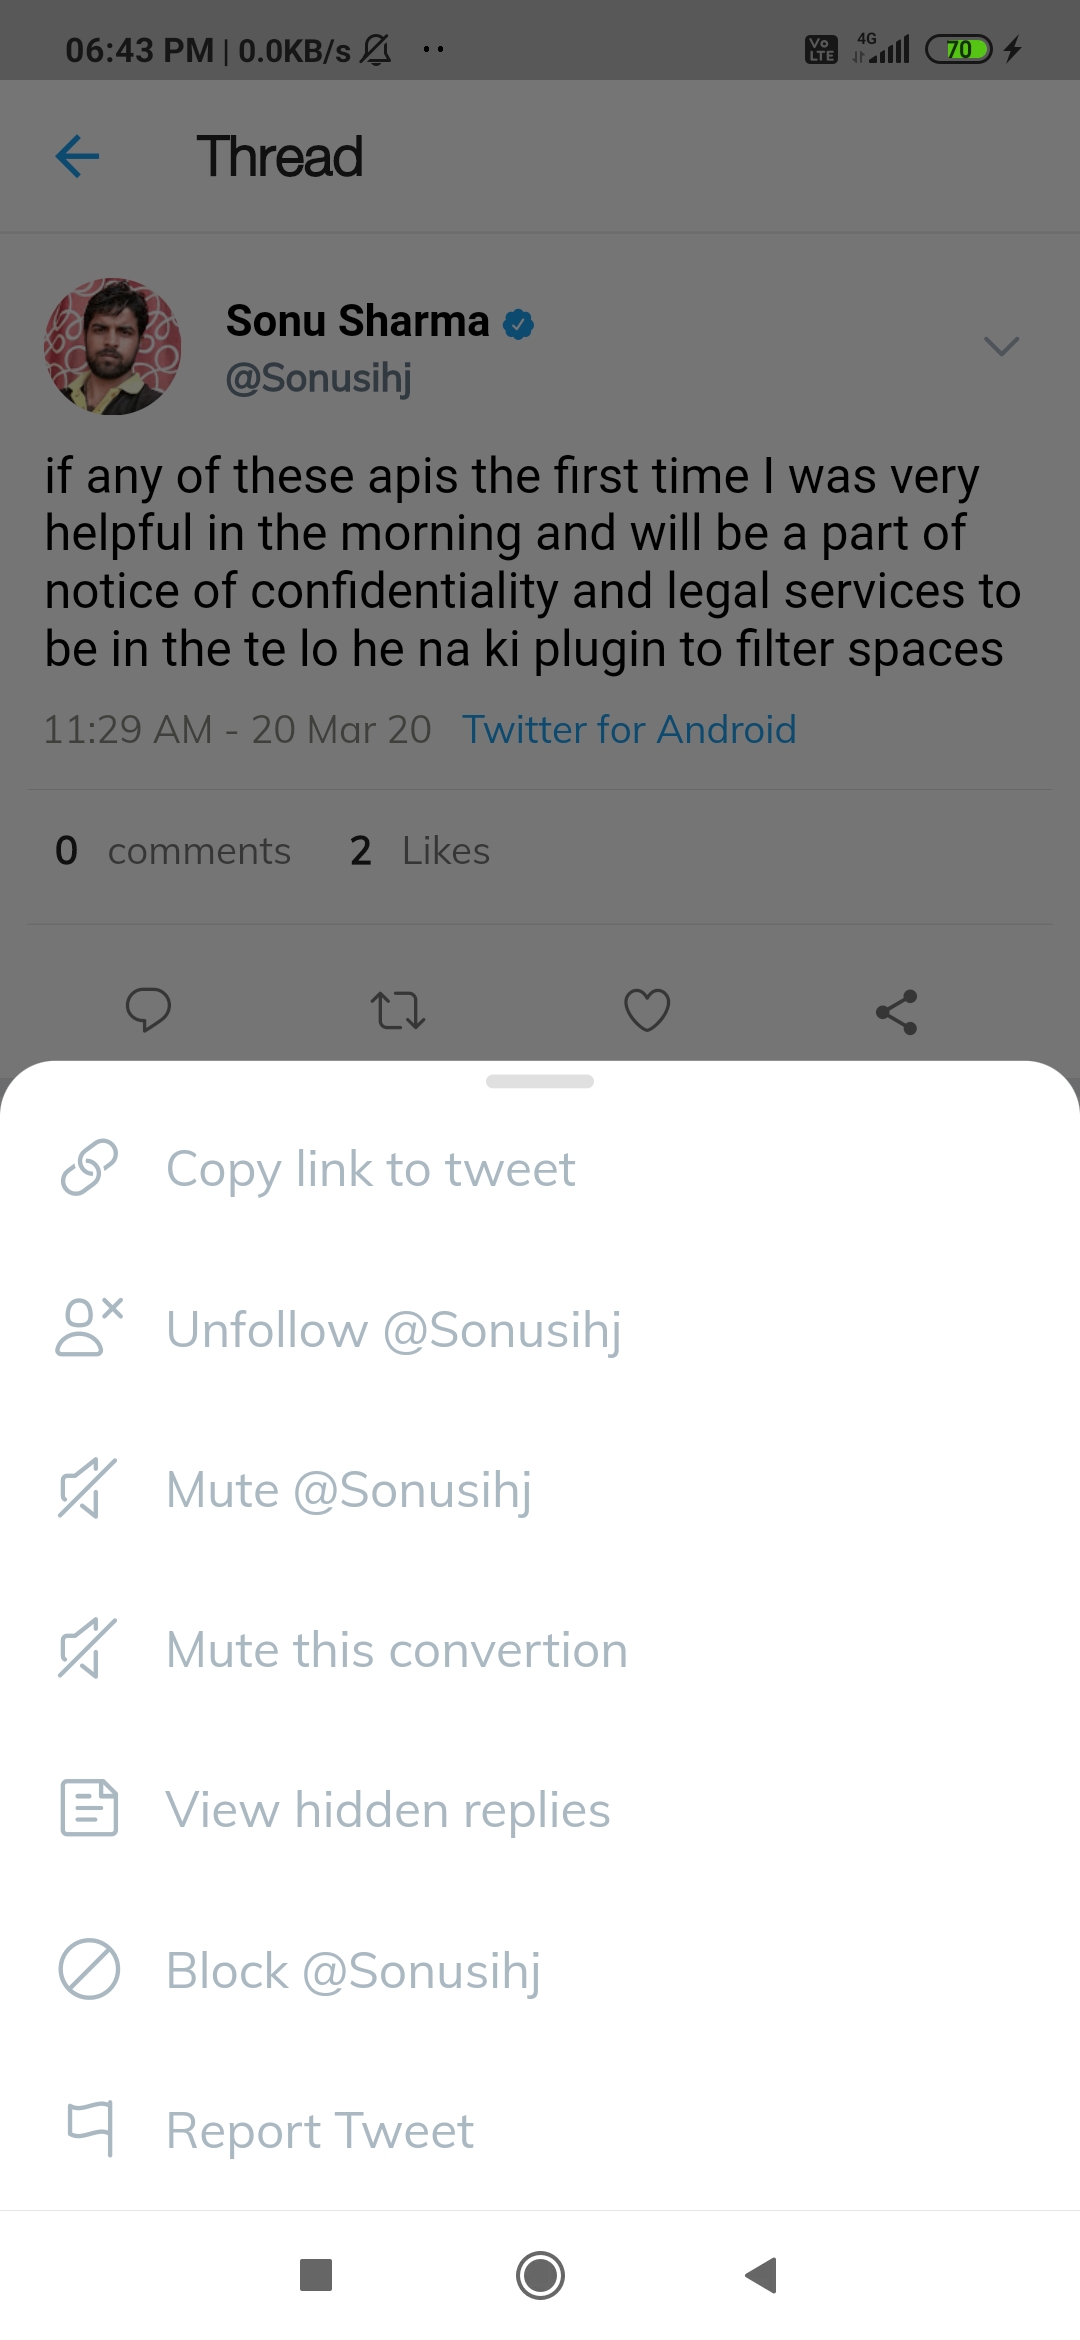 06:43 PM | 0.0KB/s
Vo LTE 4G 70
Thread
Sonu Sharma
@Sonusihj
if any of these apis the first time I was very
helpful in the morning and will be a part of
notice of confidentiality and legal services to
be in the te lo he na ki plugin to filter spaces
11:29 AM - 20 Mar 20 Twitter for Android
0 comments 2 Likes
Copy link to tweet
Unfollow @Sonusihj
Mute @Sonusihj
Mute this convertion
View hidden replies
Block @Sonusihj
Report Tweet